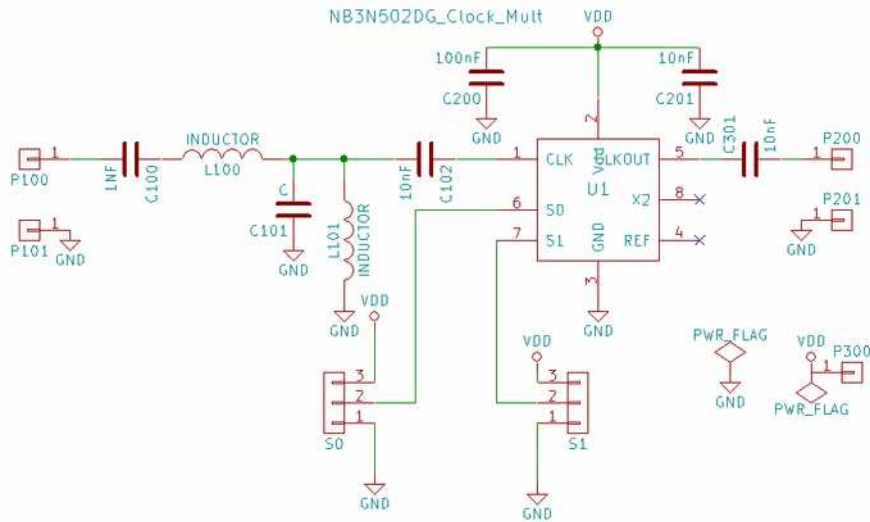 NB3N502DG_Clock_Mult
VDD
100nF
C200
GND
10nF
C201
GND
2
P100
1
1NF
C100
INDUCTOR
L100
C
C101
GND
L101
INDUCTOR
GND
10nF
C102
1
CLK
Vdd
CLKOUT
5
C301
10nF
1
P200
U1
6
SD
X2
8
7
S1
GND
REF
4
3
GND
P101
1
GND
P201
1
GND
VDD
3
2
1
S0
GND
VDD
3
2
1
S1
GND
PWR_FLAG
GND
VDD
1
P300
PWR_FLAG